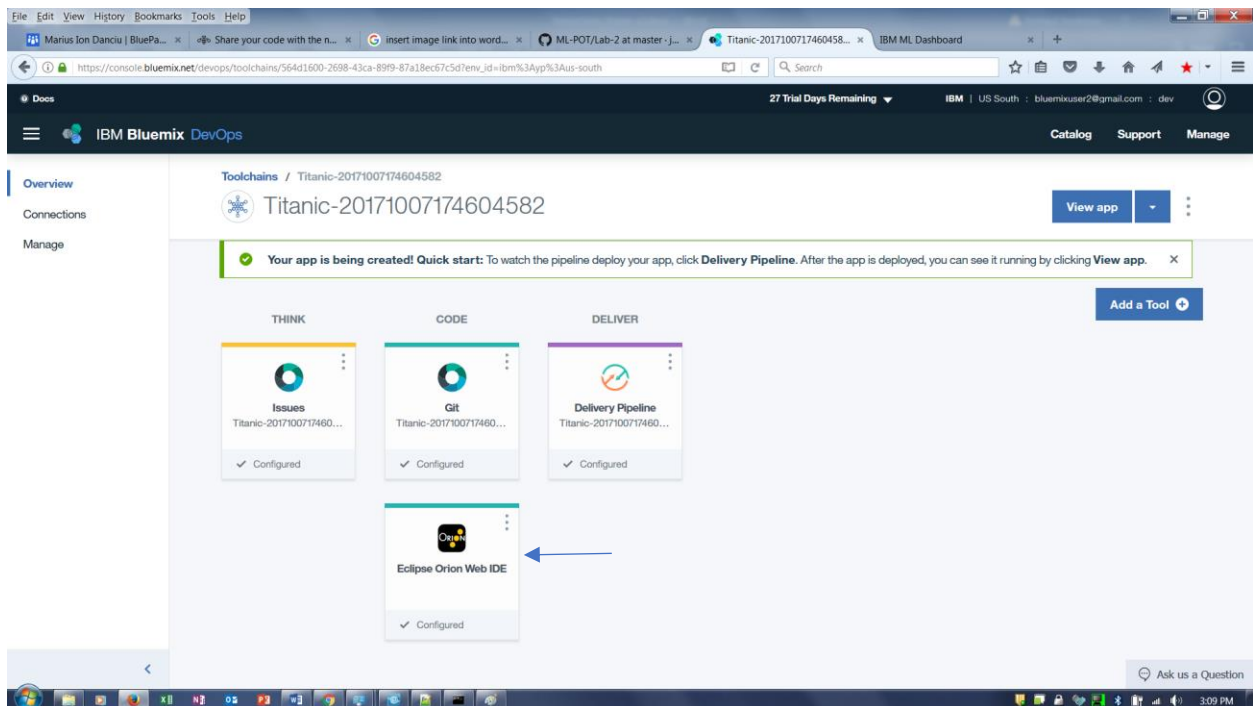 File Edit View History Bookmarks Tools Help
Marius Ion Danciu | BluePa... × Share your code with the n... × insert image link into word... × ML-POT/Lab-2 at master · j... × Titanic-2017100717460458... × IBM ML Dashboard × +
https://console.bluemix.net/devops/toolchains/564d1600-2698-43ca-89f9-87a18ec67c5d?env_id=ibm%3Ayp%3Aus-south Search
Docs 27 Trial Days Remaining IBM | US South : bluemixuser2@gmail.com : dev
IBM Bluemix DevOps Catalog Support Manage
Overview
Connections
Manage
Toolchains / Titanic-20171007174604582
Titanic-20171007174604582
View app
Your app is being created! Quick start: To watch the pipeline deploy your app, click Delivery Pipeline. After the app is deployed, you can see it running by clicking View app. ×
Add a Tool
THINK CODE DELIVER
Issues Git Delivery Pipeline
Titanic-2017100717460... Titanic-2017100717460... Titanic-2017100717460...
Configured Configured Configured
ORION
Eclipse Orion Web IDE
Configured
Ask us a Question
3:09 PM